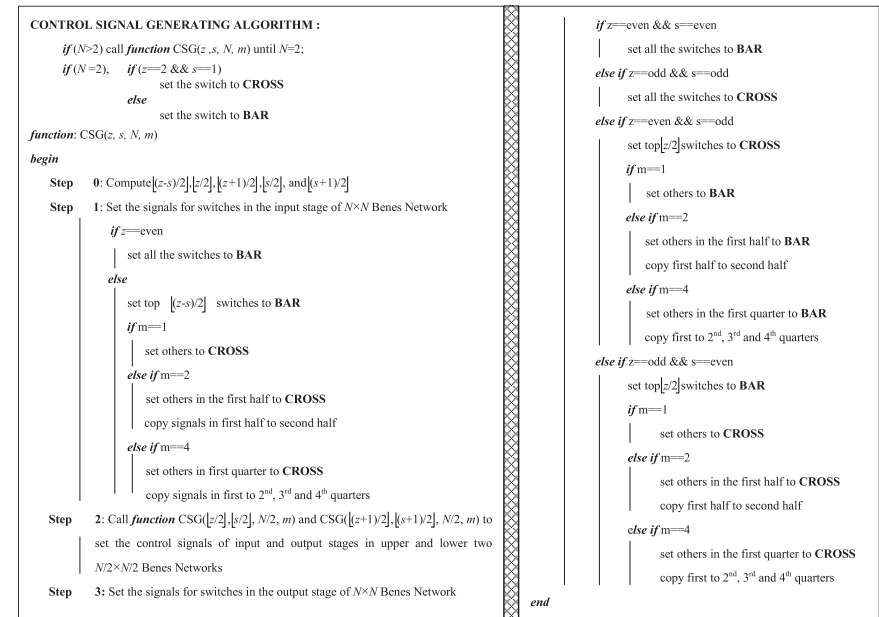 CONTROL SIGNAL GENERATING ALGORITHM :
if (N>2) call function CSG(z ,s, N, m) until N=2;
if (N =2), if (z==2 && s==1)
set the switch to CROSS
else
set the switch to BAR
function: CSG(z, s, N, m)
begin
Step 0: Compute⌊(z-s)/2⌋,⌊z/2⌋,⌊(z+1)/2⌋,⌊s/2⌋, and⌊(s+1)/2⌋
Step 1: Set the signals for switches in the input stage of N×N Benes Network
if z==even
set all the switches to BAR
else
set top ⌊(z-s)/2⌋ switches to BAR
if m==1
set others to CROSS
else if m==2
set others in the first half to CROSS
copy signals in first half to second half
else if m==4
set others in first quarter to CROSS
copy signals in first to 2nd, 3rd and 4th quarters
Step 2: Call function CSG(⌊z/2⌋,⌊s/2⌋, N/2, m) and CSG(⌊(z+1)/2⌋,⌊(s+1)/2⌋, N/2, m) to
set the control signals of input and output stages in upper and lower two
N/2×N/2 Benes Networks
Step 3: Set the signals for switches in the output stage of N×N Benes Network
if z==even && s==even
set all the switches to BAR
else if z==odd && s==odd
set all the switches to CROSS
else if z==even && s==odd
set top⌊z/2⌋switches to CROSS
if m==1
set others to BAR
else if m==2
set others in the first half to BAR
copy first half to second half
else if m==4
set others in the first quarter to BAR
copy first to 2nd, 3rd and 4th quarters
else if z==odd && s==even
set top⌊z/2⌋switches to BAR
if m==1
set others to CROSS
else if m==2
set others in the first half to CROSS
copy first half to second half
else if m==4
set others in the first quarter to CROSS
copy first to 2nd, 3rd and 4th quarters
end